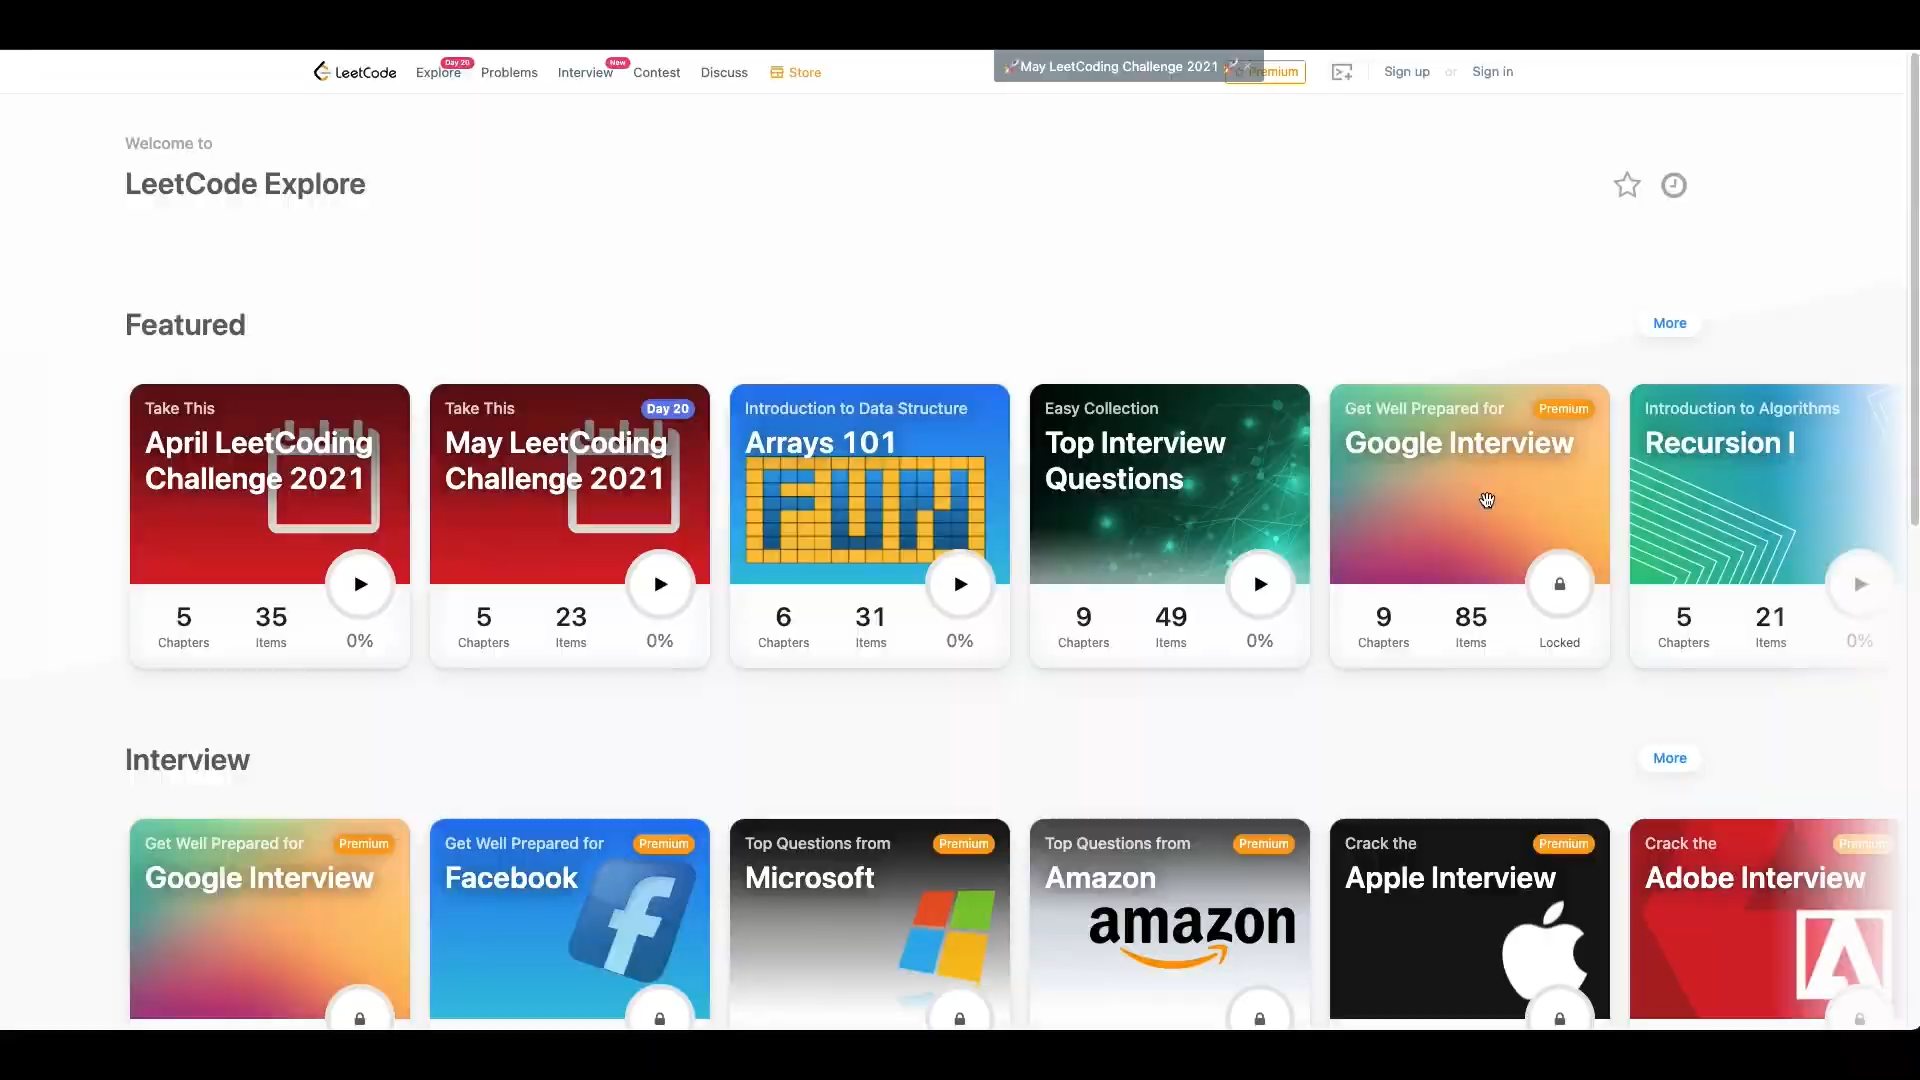 LeetCode
Explore
Day 20
Problems
Interview
New
Contest
Discuss
Store
May LeetCoding Challenge 2021
Premium
Sign up or Sign in
Welcome to
LeetCode Explore
Featured
More
Take This
April LeetCoding
Challenge 2021
5
Chapters
35
Items
0%
Take This
Day 20
May LeetCoding
Challenge 2021
5
Chapters
23
Items
0%
Introduction to Data Structure
Arrays 101
FUN
6
Chapters
31
Items
0%
Easy Collection
Top Interview
Questions
9
Chapters
49
Items
0%
Get Well Prepared for
Premium
Google Interview
9
Chapters
85
Items
Locked
Introduction to Algorithms
Recursion I
5
Chapters
21
Items
0%
Interview
More
Get Well Prepared for
Premium
Google Interview
Get Well Prepared for
Premium
Facebook
f
Top Questions from
Premium
Microsoft
Top Questions from
Premium
Amazon
amazon
Crack the
Premium
Apple Interview
Crack the
Premium
Adobe Interview